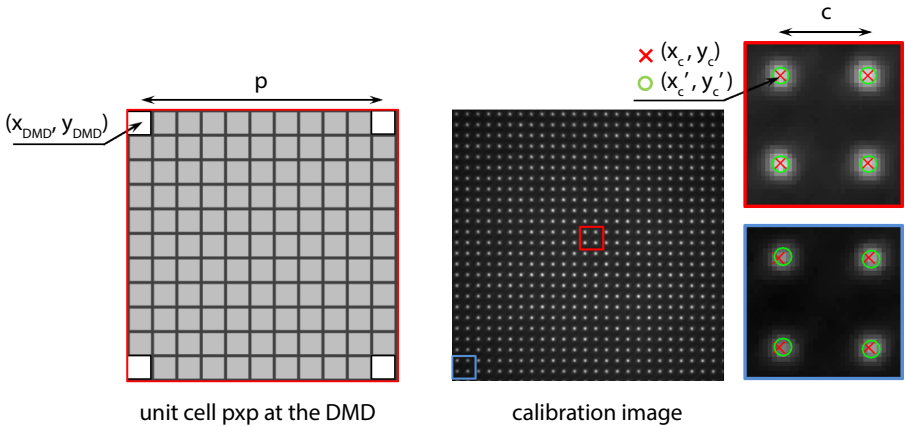 p
(x_DMD, y_DMD)
unit cell pxp at the DMD
calibration image
(x_c, y_c)
(x_c', y_c')
c